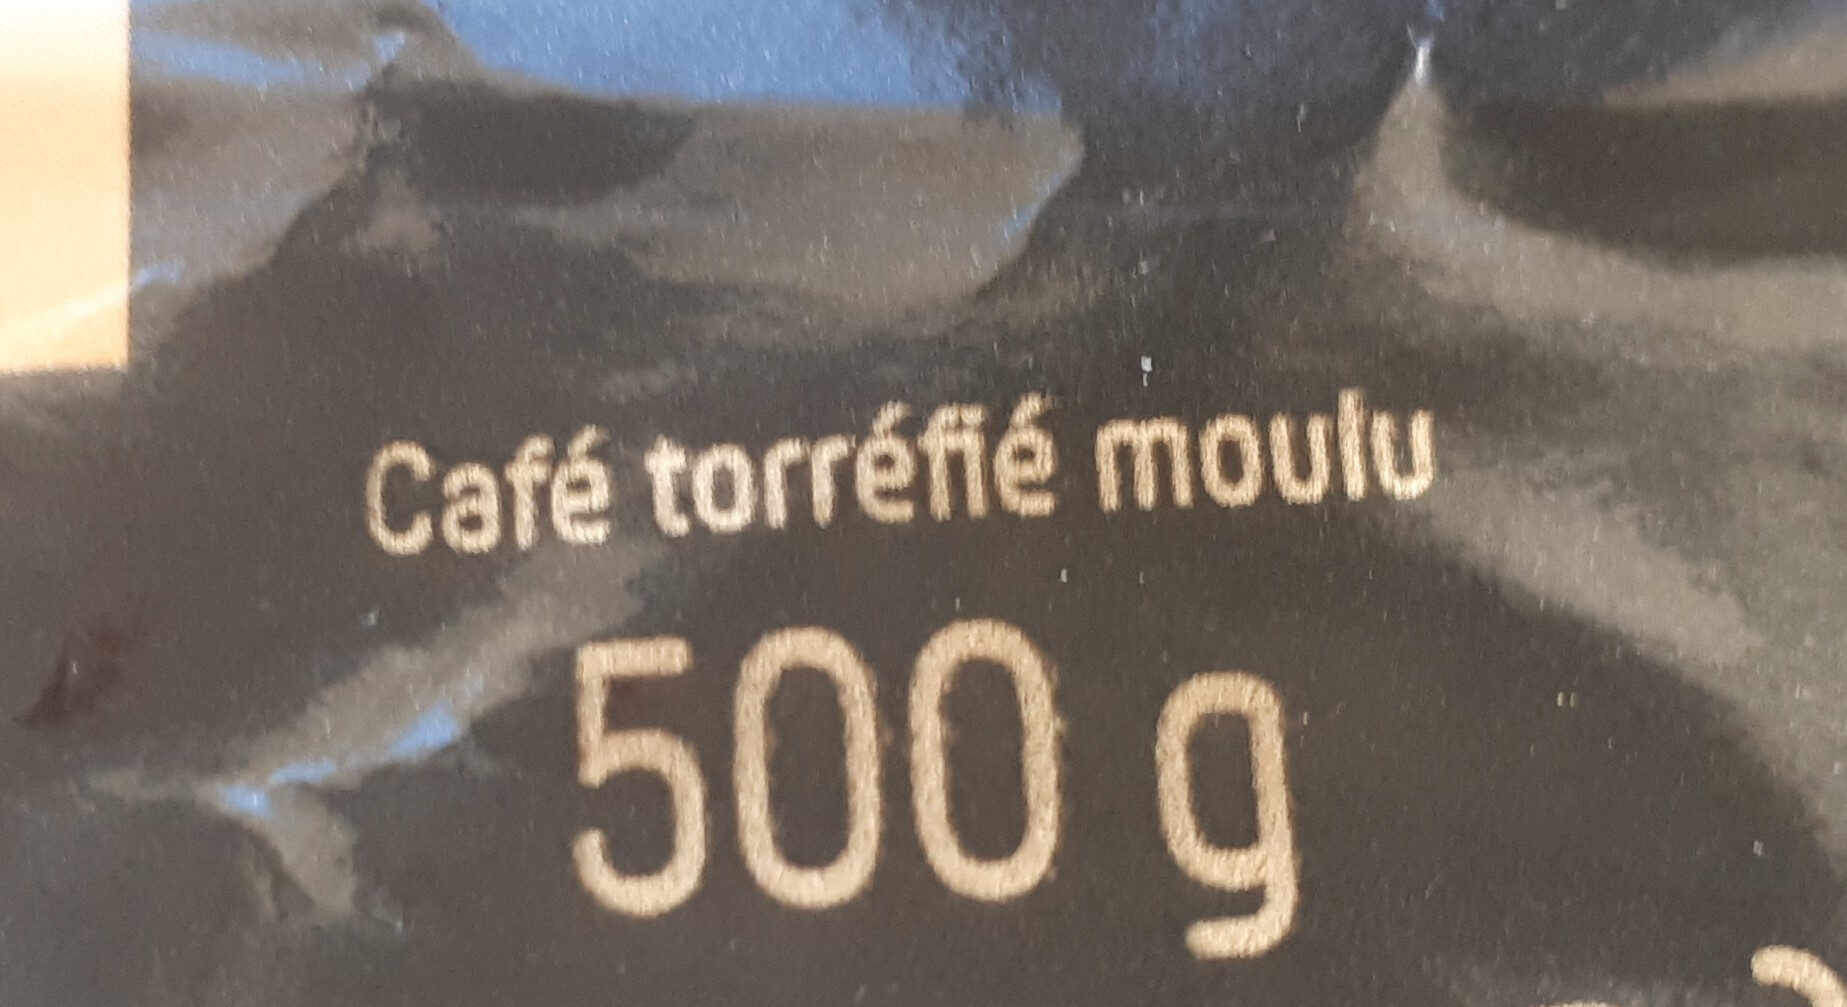 Café torréfié moulu
500 g